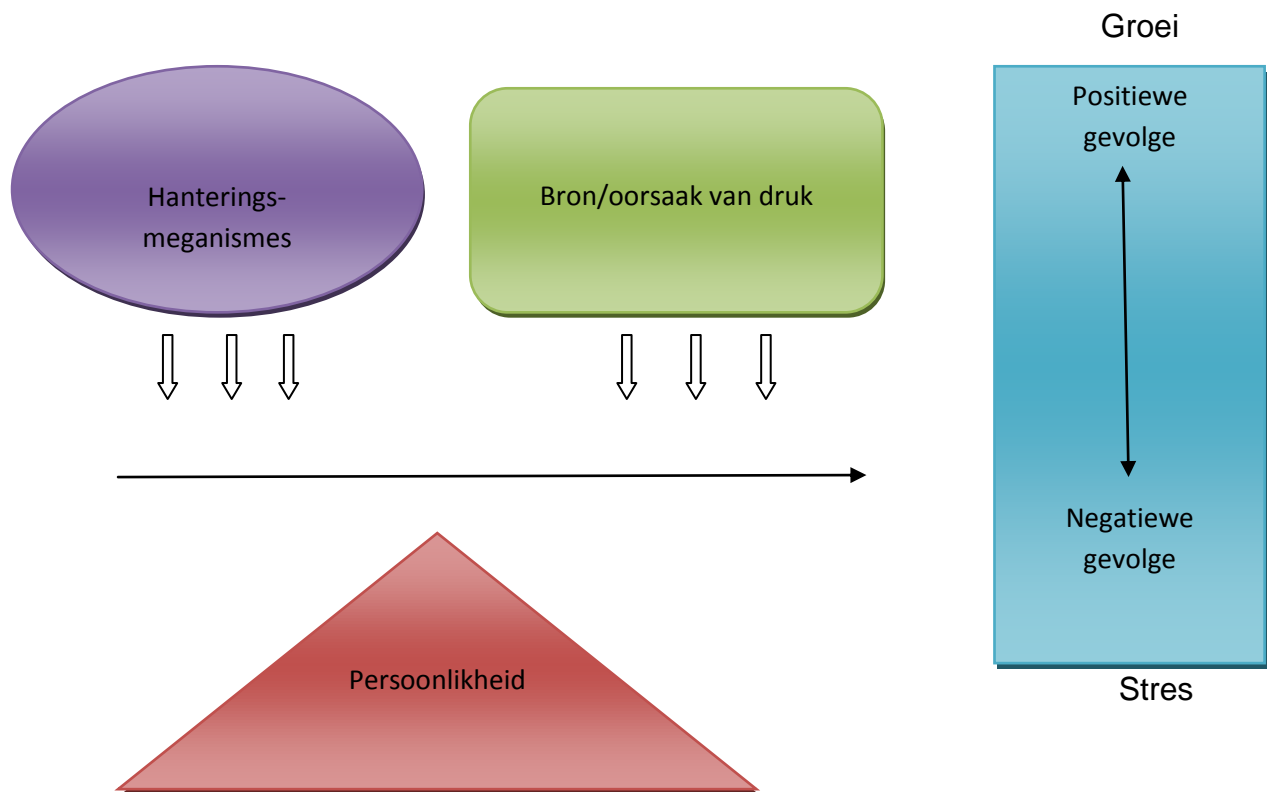 Groei
Hanterings-
meganismes
Bron/oorsaak van druk
Positiewe
gevolge
Negatiewe
gevolge
Persoonlikheid
Stres